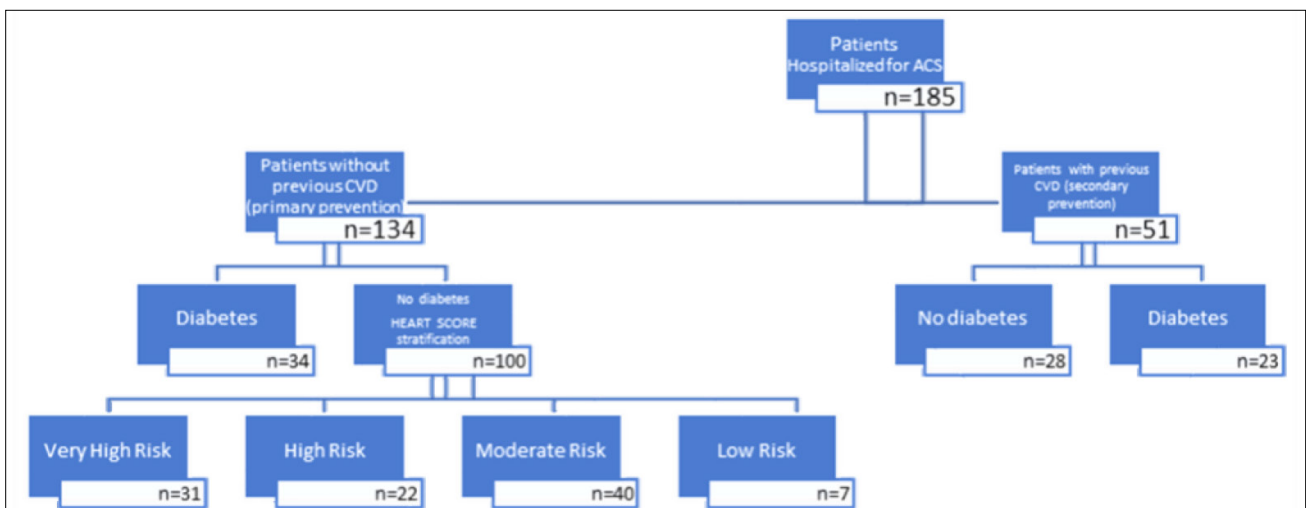 Patients
Hospitalized for ACS
n=185
Patients without
previous CVD
(primary prevention)
n=134
Patients with previous
CVD (secondary
prevention)
n=51
Diabetes
n=34
No diabetes
HEART SCORE
stratification
n=100
No diabetes
n=28
Diabetes
n=23
Very High Risk
n=31
High Risk
n=22
Moderate Risk
n=40
Low Risk
n=7